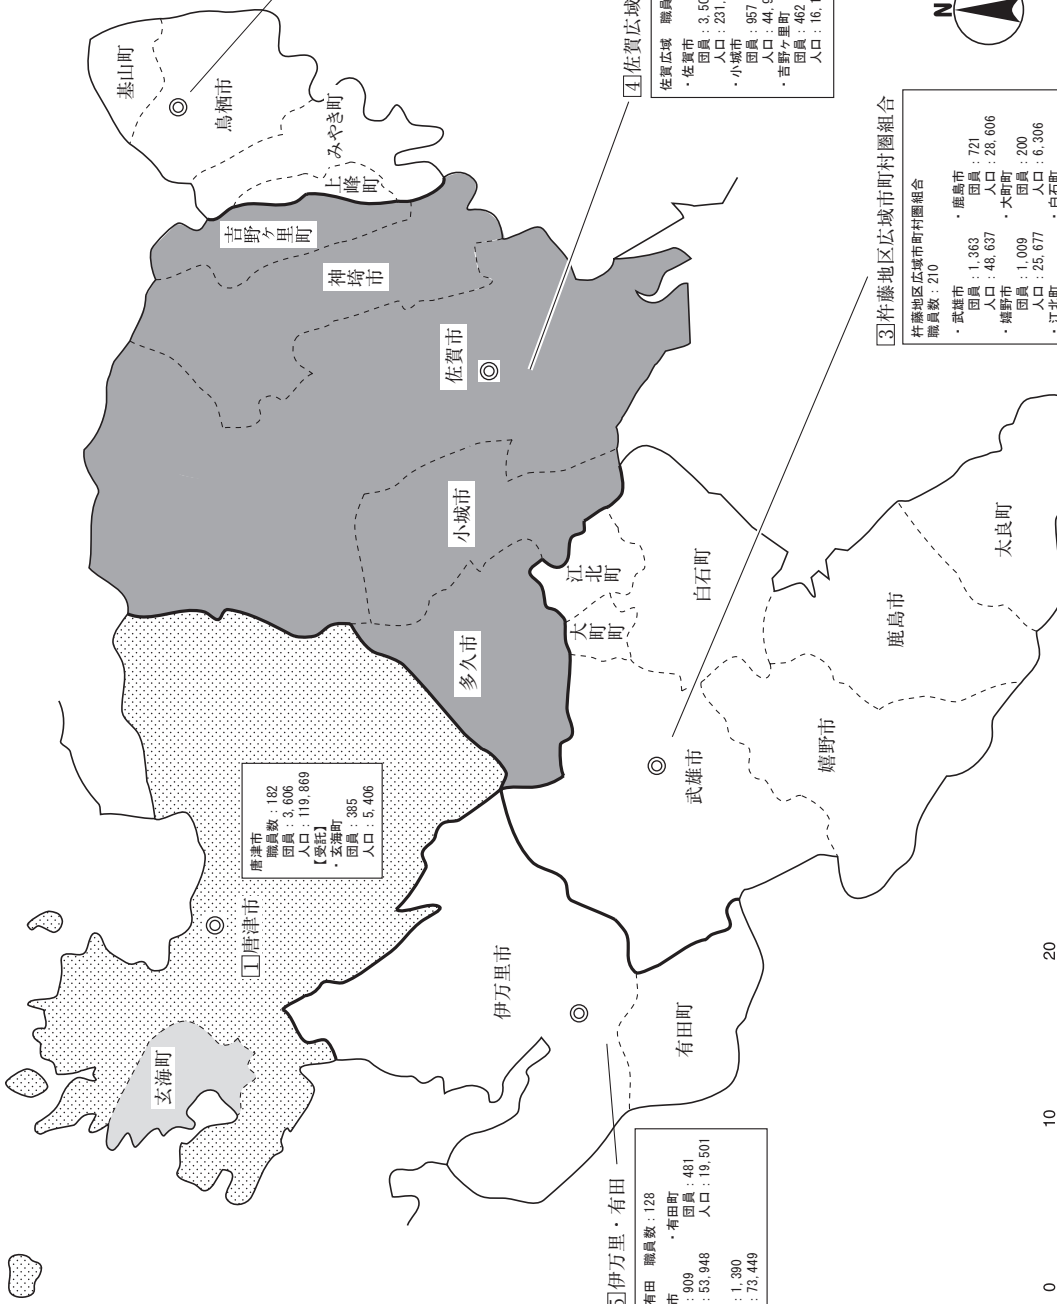 基山町
鳥栖市
みやき町
上峰町
吉野ヶ里町
神埼市
佐賀市
小城市
多久市
江北町
大町町
白石町
武雄市
嬉野市
鹿島市
太良町
伊万里市
有田町
玄海町
1 唐津市
唐津市
職員数：182
団員：3,606
人口：119,869
【受託】
・玄海町
団員：385
人口：5,406
4 佐賀広域
佐賀広域 職員
・佐賀市
団員：3,50
人口：231,
・小城市
団員：957
人口：44,
・吉野ヶ里町
団員：462
人口：16,1
3 杵藤地区広域市町村圏組合
杵藤地区広域市町村圏組合
職員数：210
・武雄市 ・鹿島市
団員：1,363 団員：721
人口：48,637 人口：28,606
・嬉野市 ・大町町
団員：1,009 団員：200
人口：25,677 人口：6,306
・江北町 ・白石町
5 伊万里・有田
有田 職員数：128
市 ・有田町
：909 団員：481
：53,948 人口：19,501
：1,390
：73,449
N
0 10 20